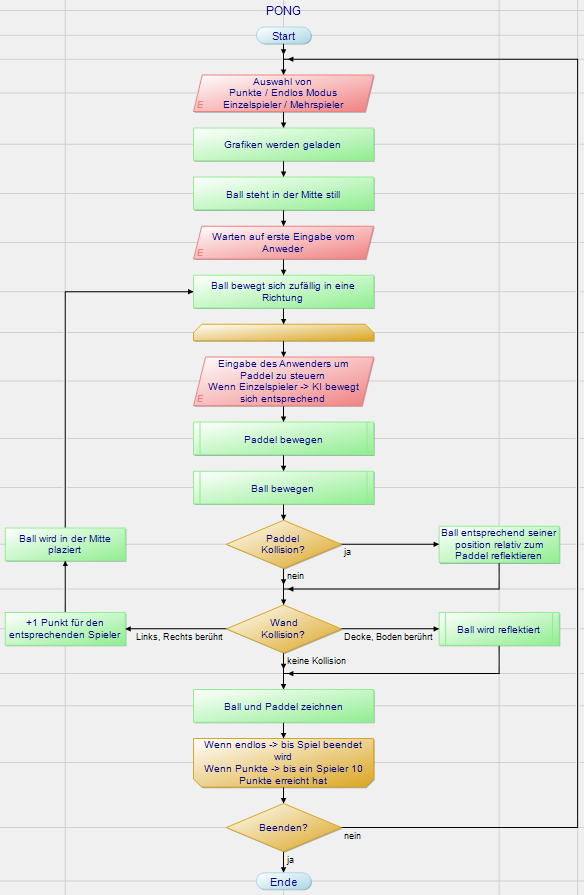 PONG
Start
Auswahl von
Punkte / Endlos Modus
Einzelspieler / Mehrspieler
E
Grafiken werden geladen
Ball steht in der Mitte still
Warten auf erste Eingabe vom
Anweder
E
Ball bewegt sich zufällig in eine
Richtung
Eingabe des Anwenders um
Paddel zu steuern
Wenn Einzelspieler -> KI bewegt
sich entsprechend
E
Paddel bewegen
Ball bewegen
Paddel
Kollision?
ja
nein
Ball entsprechend seiner
position relativ zum
Paddel reflektieren
Ball wird in der Mitte
plaziert
+1 Punkt für den
entsprechenden Spieler
Links, Rechts berührt
Wand
Kollision?
Decke, Boden berührt
Ball wird reflektiert
keine Kollision
Ball und Paddel zeichnen
Wenn endlos -> bis Spiel beendet
wird
Wenn Punkte -> bis ein Spieler 10
Punkte erreicht hat
Beenden?
nein
ja
Ende